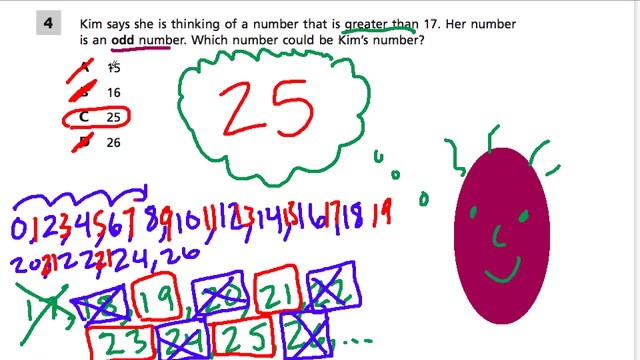 4 Kim says she is thinking of a number that is greater than 17. Her number
is an odd number. Which number could be Kim's number?
A 15
B 16
C 25
D 26
25
0,1,2,3,4,5,6,7,8,9,10,11,12,13,14,15,16,17,18,19
20,21,22,21,24,26
17, 18, 19, 20, 21, 22
23, 24, 25, 26, ...